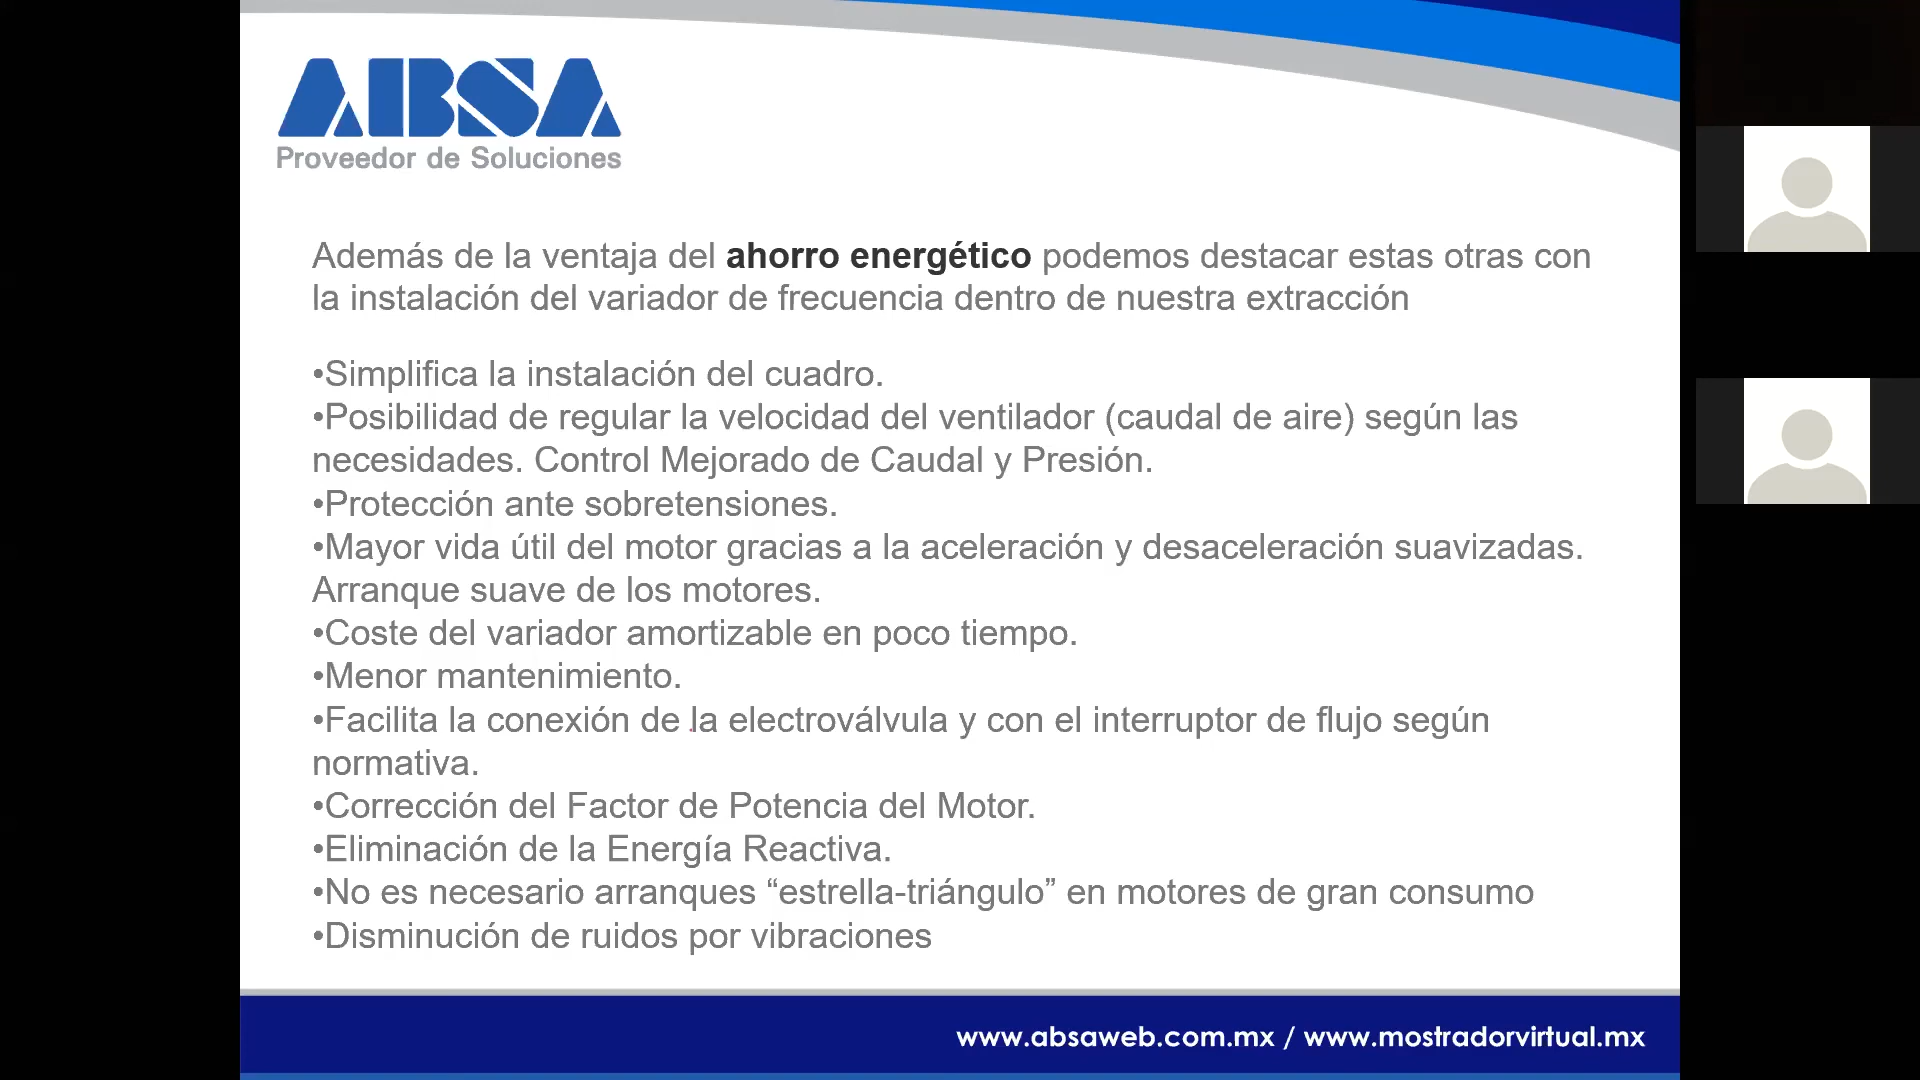 ABSA
Proveedor de Soluciones
Además de la ventaja del ahorro energético podemos destacar estas otras con
la instalación del variador de frecuencia dentro de nuestra extracción
•Simplifica la instalación del cuadro.
•Posibilidad de regular la velocidad del ventilador (caudal de aire) según las
necesidades. Control Mejorado de Caudal y Presión.
•Protección ante sobretensiones.
•Mayor vida útil del motor gracias a la aceleración y desaceleración suavizadas.
Arranque suave de los motores.
•Coste del variador amortizable en poco tiempo.
•Menor mantenimiento.
•Facilita la conexión de la electroválvula y con el interruptor de flujo según
normativa.
•Corrección del Factor de Potencia del Motor.
•Eliminación de la Energía Reactiva.
•No es necesario arranques “estrella-triángulo” en motores de gran consumo
•Disminución de ruidos por vibraciones
www.absaweb.com.mx / www.mostradorvirtual.mx